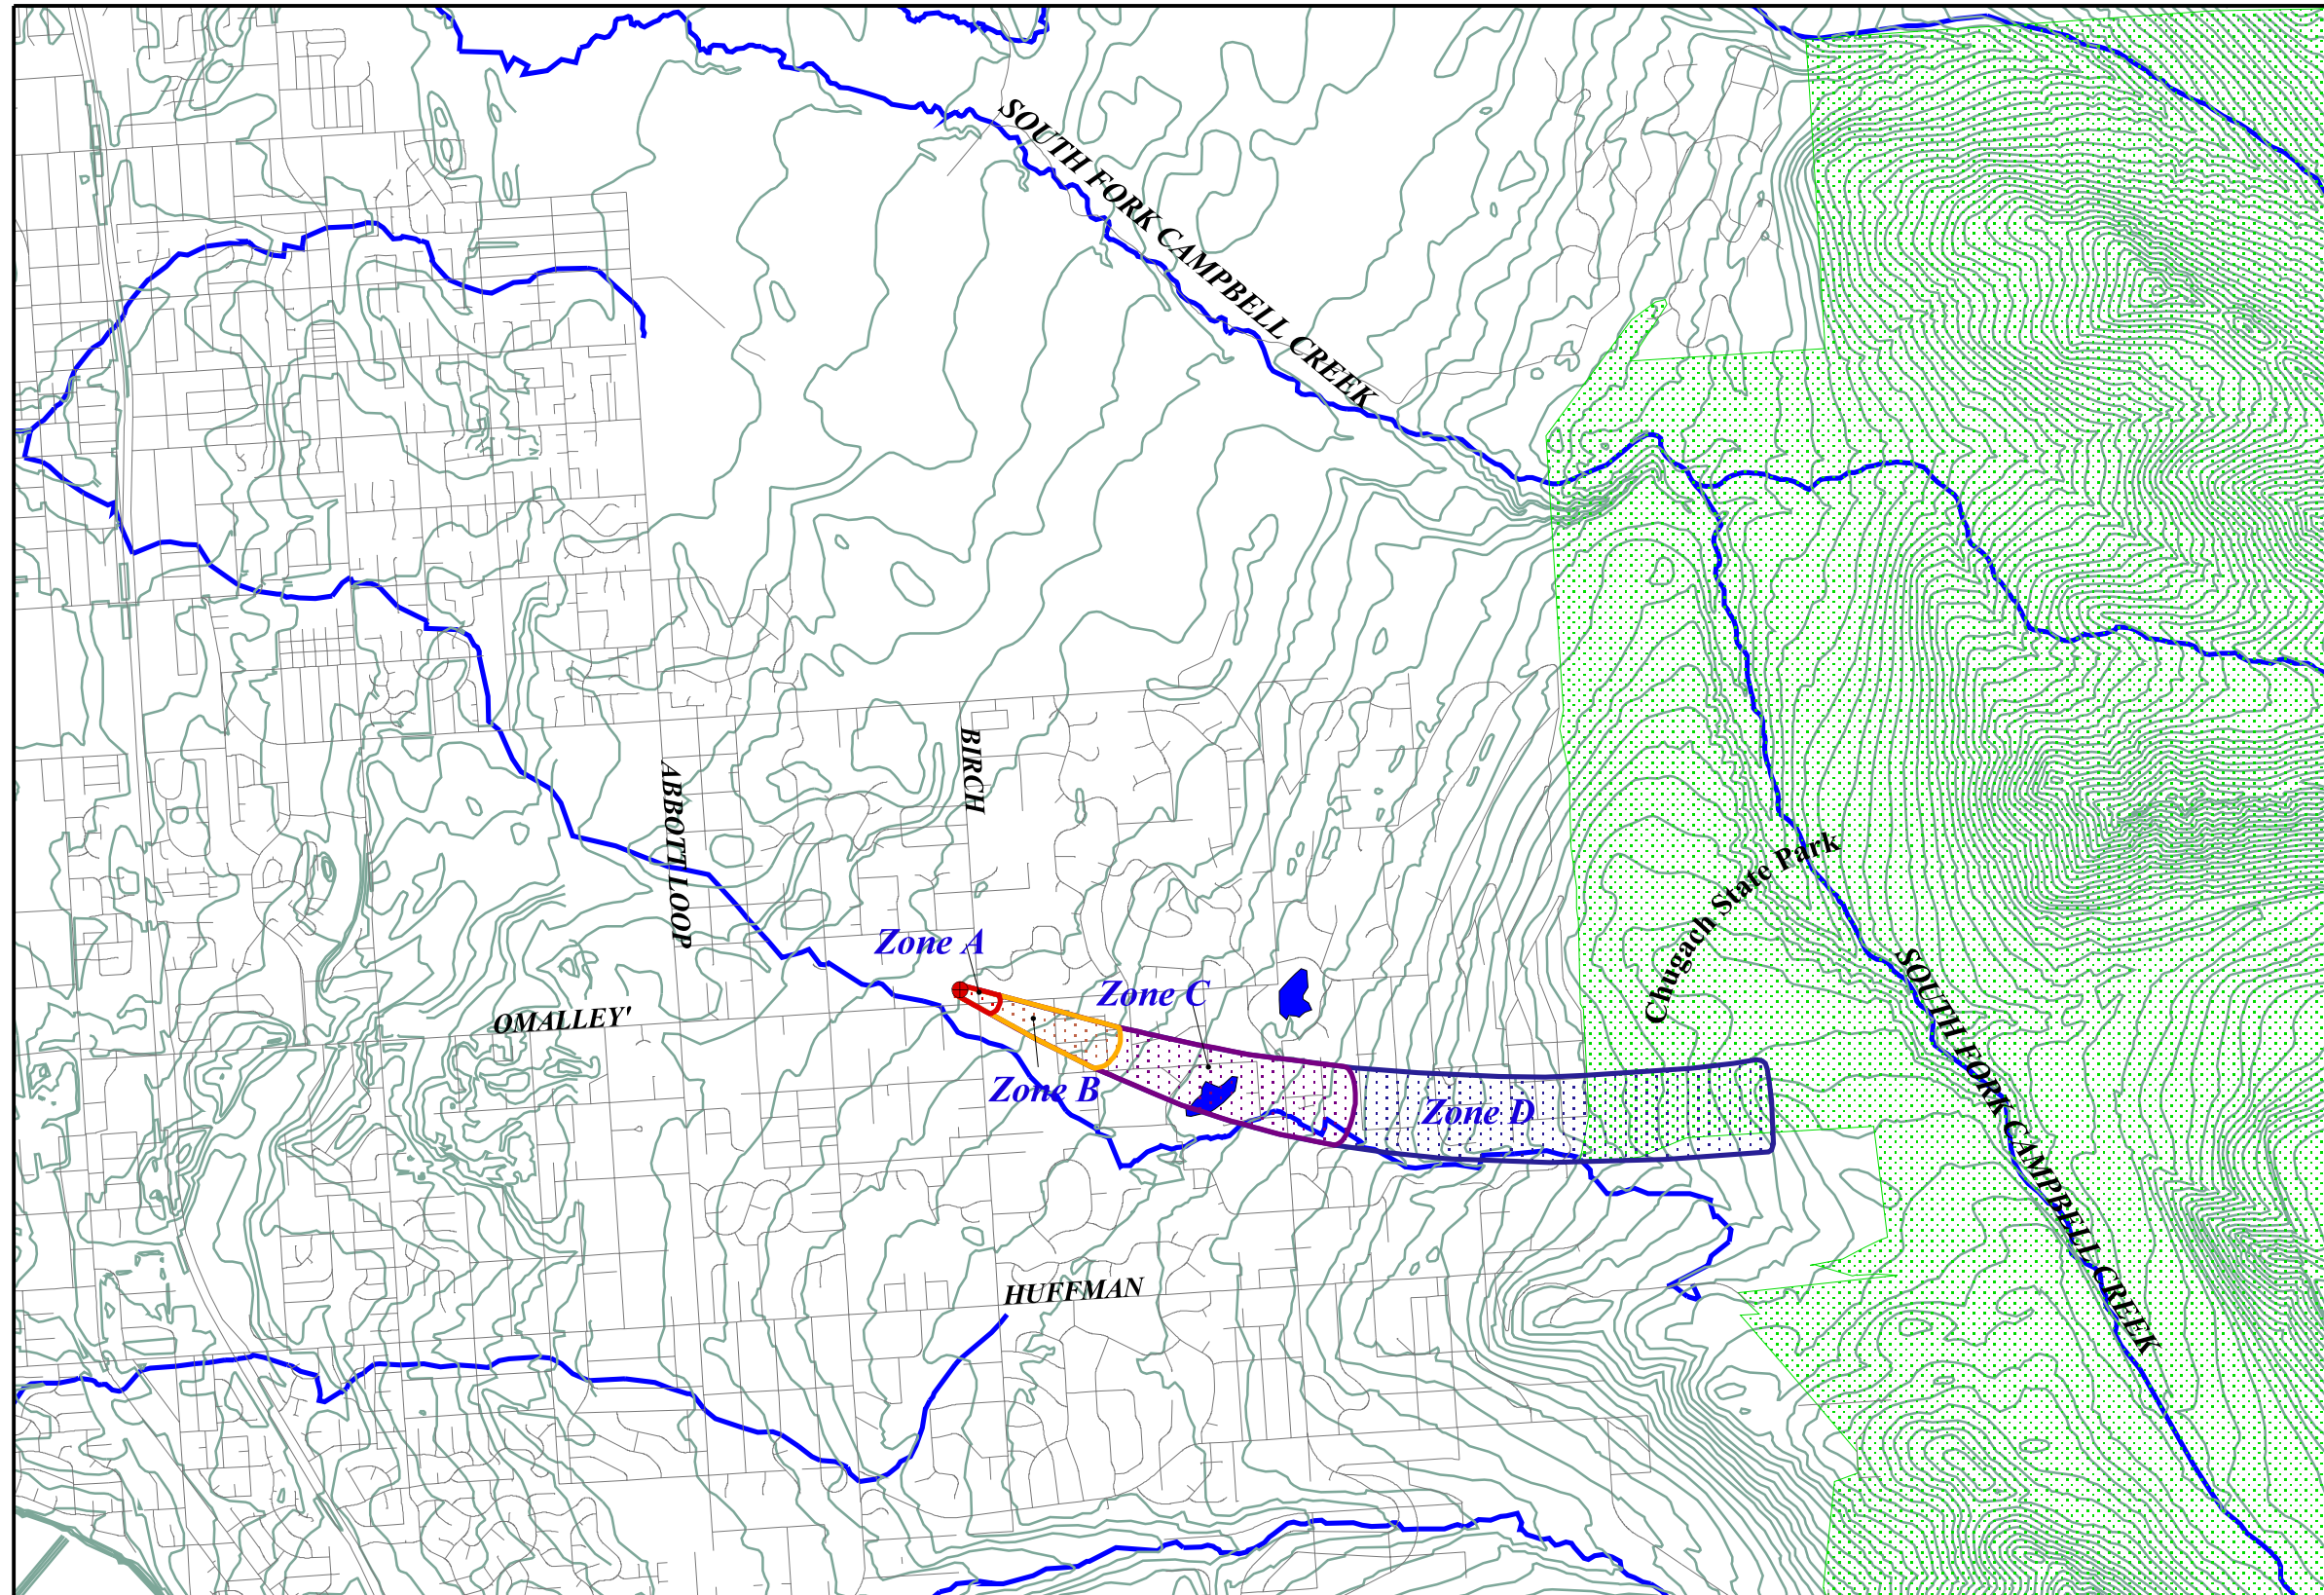 SOUTH FORK CAMPBELL CREEK
BIRCH
ABBOTT LOOP
Chugach State Park
Zone A
SOUTH FORK CAMPBELL CREEK
Zone C
OMALLEY'
Zone B
Zone D
HUFFMAN